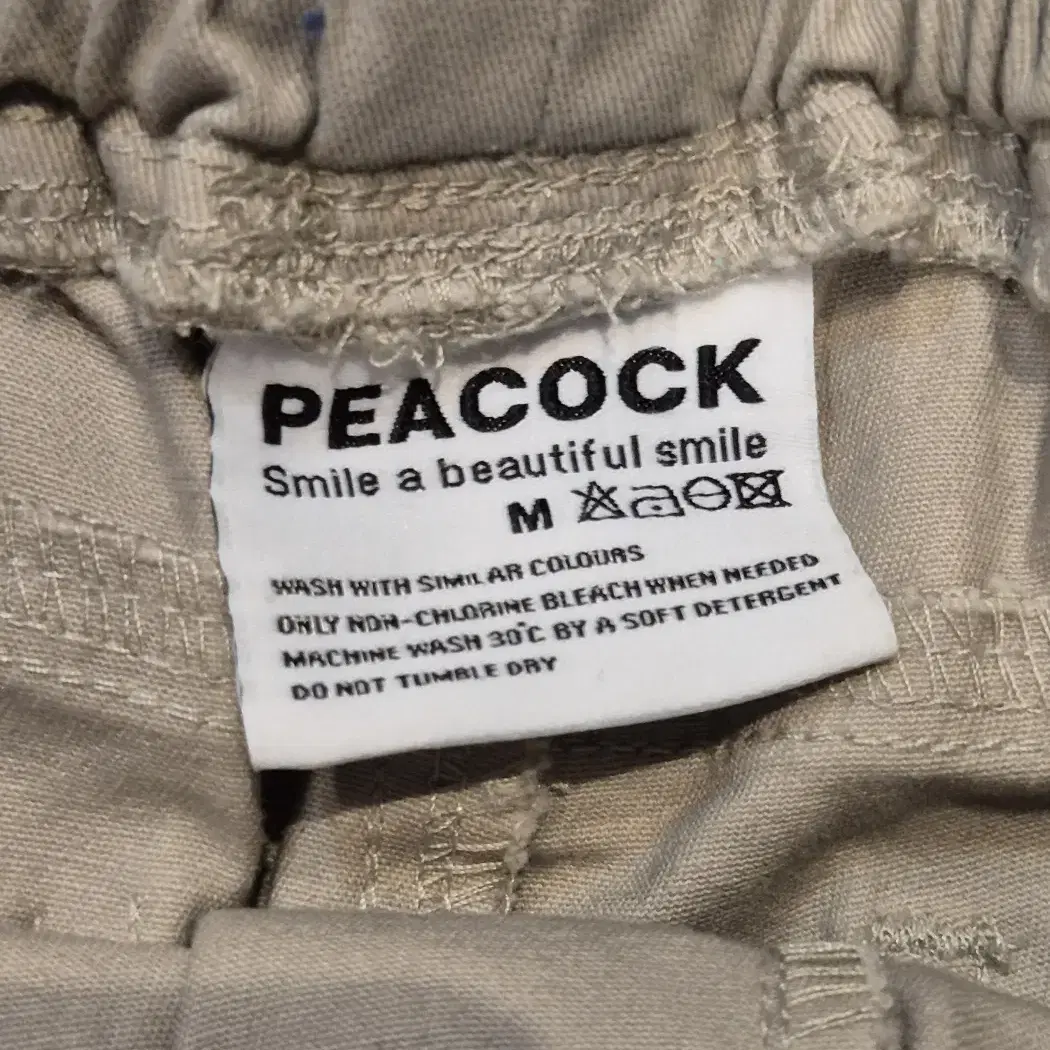 PEACOCK
Smile a beautiful smile
M
WASH WITH SIMILAR COLOURS
ONLY NON-CHLORINE BLEACH WHEN NEEDED
MACHINE WASH 30°C BY A SOFT DETERGENT
DO NOT TUMBLE DRY